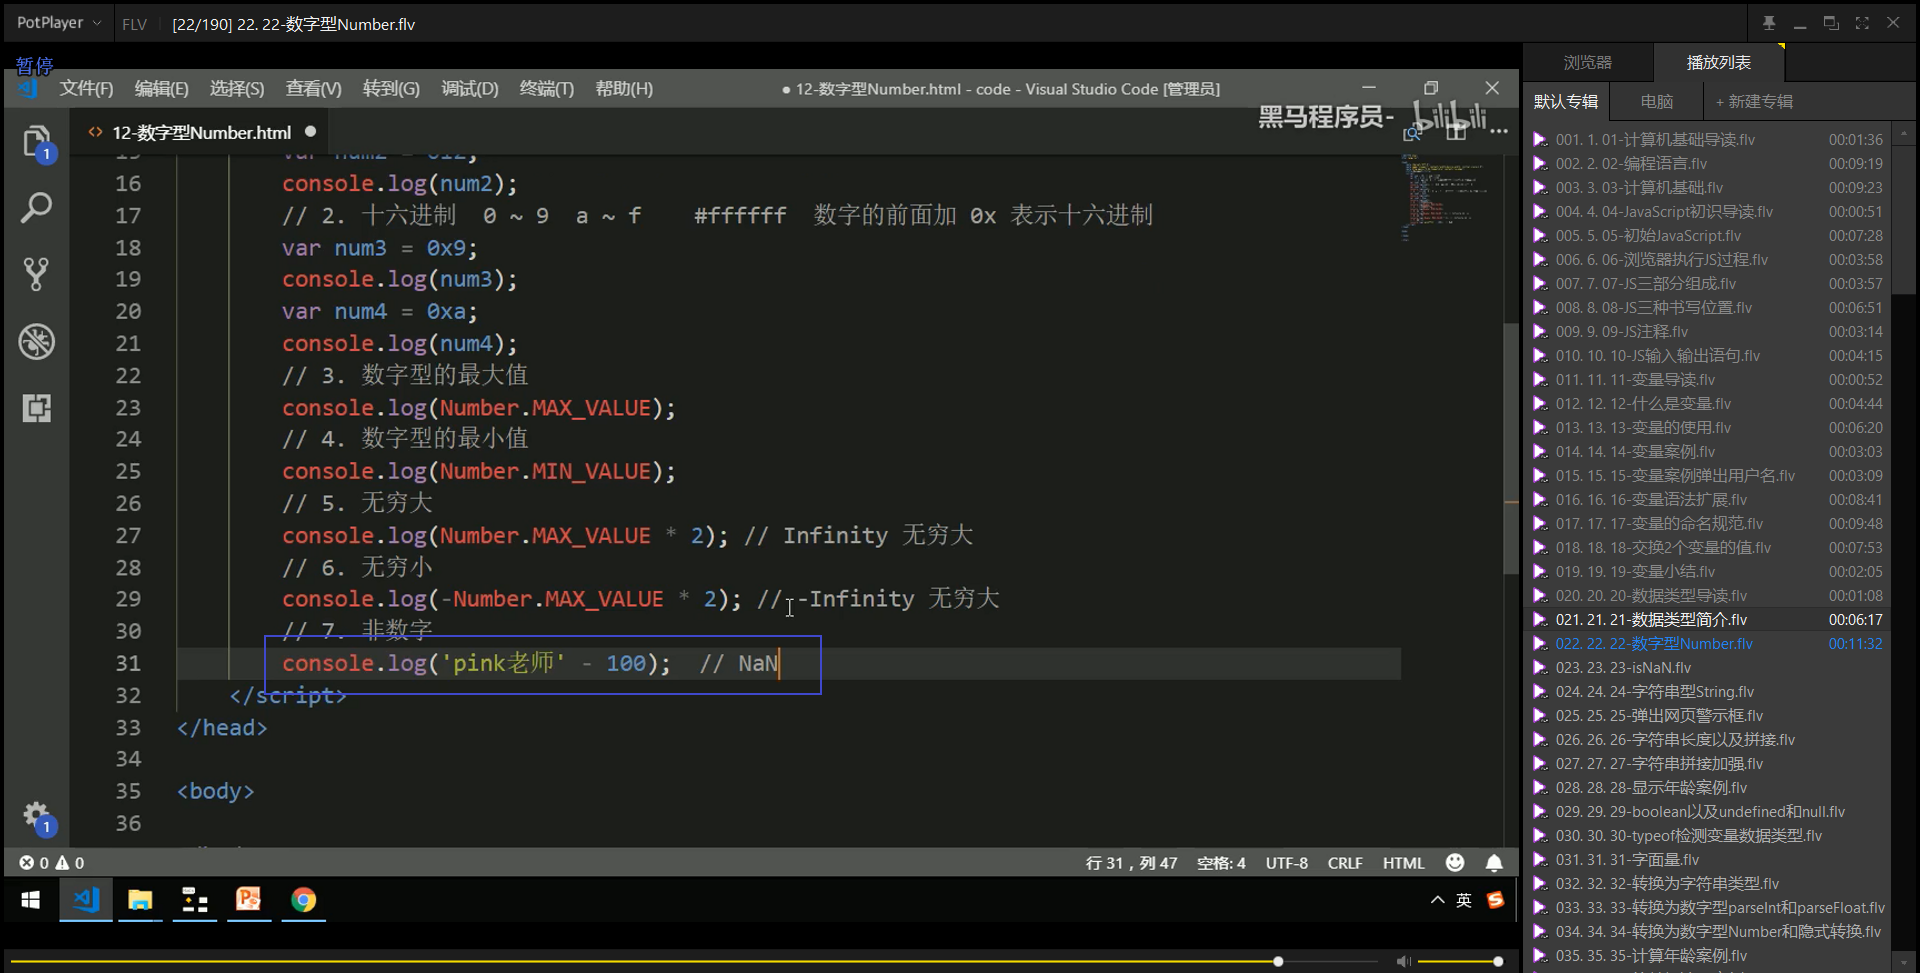 PotPlayer
FLV
[22/190] 22. 22-数字型Number.flv
暂停
文件(F) 编辑(E) 选择(S) 查看(V) 转到(G) 调试(D) 终端(T) 帮助(H)
● 12-数字型Number.html - code - Visual Studio Code [管理员]
黑马程序员- bilibili
<> 12-数字型Number.html ●
1
16 console.log(num2);
17 // 2. 十六进制 0 ~ 9 a ~ f #ffffff 数字的前面加 0x 表示十六进制
18 var num3 = 0x9;
19 console.log(num3);
20 var num4 = 0xa;
21 console.log(num4);
22 // 3. 数字型的最大值
23 console.log(Number.MAX_VALUE);
24 // 4. 数字型的最小值
25 console.log(Number.MIN_VALUE);
26 // 5. 无穷大
27 console.log(Number.MAX_VALUE * 2); // Infinity 无穷大
28 // 6. 无穷小
29 console.log(-Number.MAX_VALUE * 2); // -Infinity 无穷大
30 // 7. 非数字
31 console.log('pink老师' - 100); // NaN
32 </script>
33 </head>
34
35 <body>
36
1
0 0
行 31，列 47 空格: 4 UTF-8 CRLF HTML
英
浏览器 播放列表
默认专辑 电脑 + 新建专辑
001. 1. 01-计算机基础导读.flv 00:01:36
002. 2. 02-编程语言.flv 00:09:19
003. 3. 03-计算机基础.flv 00:09:23
004. 4. 04-JavaScript初识导读.flv 00:00:51
005. 5. 05-初始JavaScript.flv 00:07:28
006. 6. 06-浏览器执行JS过程.flv 00:03:58
007. 7. 07-JS三部分组成.flv 00:03:57
008. 8. 08-JS三种书写位置.flv 00:06:51
009. 9. 09-JS注释.flv 00:03:14
010. 10. 10-JS输入输出语句.flv 00:04:15
011. 11. 11-变量导读.flv 00:00:52
012. 12. 12-什么是变量.flv 00:04:44
013. 13. 13-变量的使用.flv 00:06:20
014. 14. 14-变量案例.flv 00:03:03
015. 15. 15-变量案例弹出用户名.flv 00:03:09
016. 16. 16-变量语法扩展.flv 00:08:41
017. 17. 17-变量的命名规范.flv 00:09:48
018. 18. 18-交换2个变量的值.flv 00:07:53
019. 19. 19-变量小结.flv 00:02:05
020. 20. 20-数据类型导读.flv 00:01:08
021. 21. 21-数据类型简介.flv 00:06:17
022. 22. 22-数字型Number.flv 00:11:32
023. 23. 23-isNaN.flv
024. 24. 24-字符串型String.flv
025. 25. 25-弹出网页警示框.flv
026. 26. 26-字符串长度以及拼接.flv
027. 27. 27-字符串拼接加强.flv
028. 28. 28-显示年龄案例.flv
029. 29. 29-boolean以及undefined和null.flv
030. 30. 30-typeof检测变量数据类型.flv
031. 31. 31-字面量.flv
032. 32. 32-转换为字符串类型.flv
033. 33. 33-转换为数字型parseInt和parseFloat.flv
034. 34. 34-转换为数字型Number和隐式转换.flv
035. 35. 35-计算年龄案例.flv